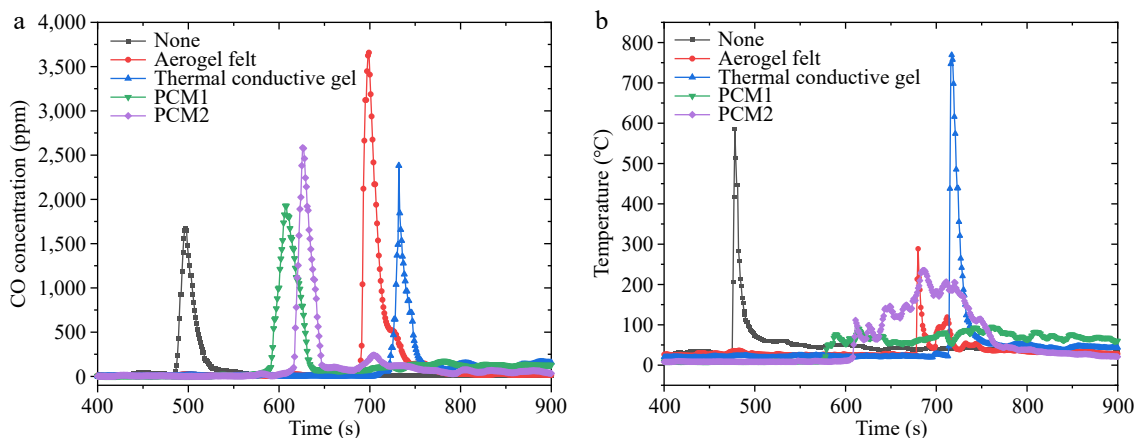 a
4,000
3,500
3,000
2,500
2,000
1,500
1,000
500
0
CO concentration (ppm)
None
Aerogel felt
Thermal conductive gel
PCM1
PCM2
400 500 600 700 800 900
Time (s)
b
800
700
600
500
400
300
200
100
0
Temperature (°C)
None
Aerogel felt
Thermal conductive gel
PCM1
PCM2
400 500 600 700 800 900
Time (s)